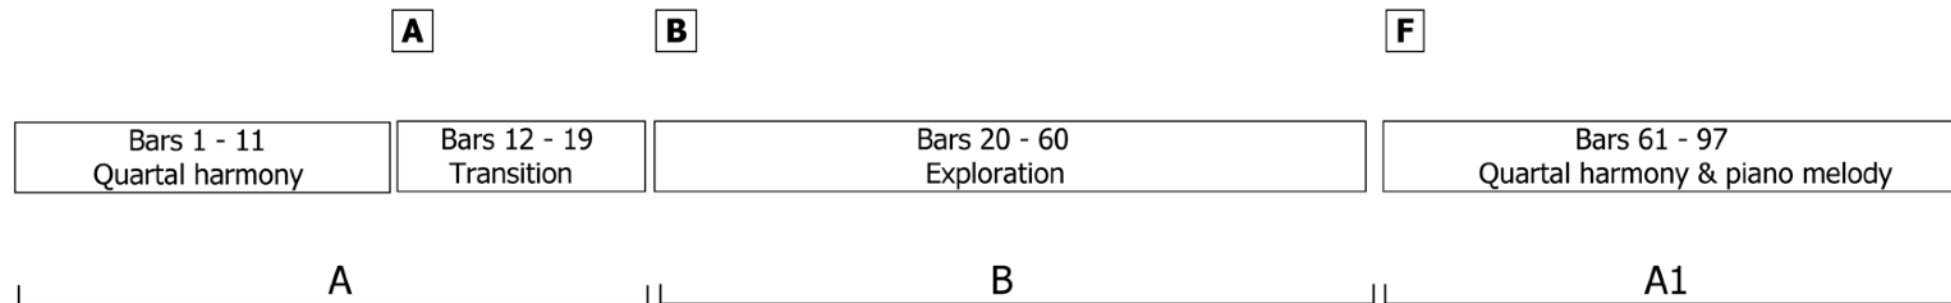 A
B
F
Bars 1 - 11
Quartal harmony
Bars 12 - 19
Transition
Bars 20 - 60
Exploration
Bars 61 - 97
Quartal harmony & piano melody
A
B
A1